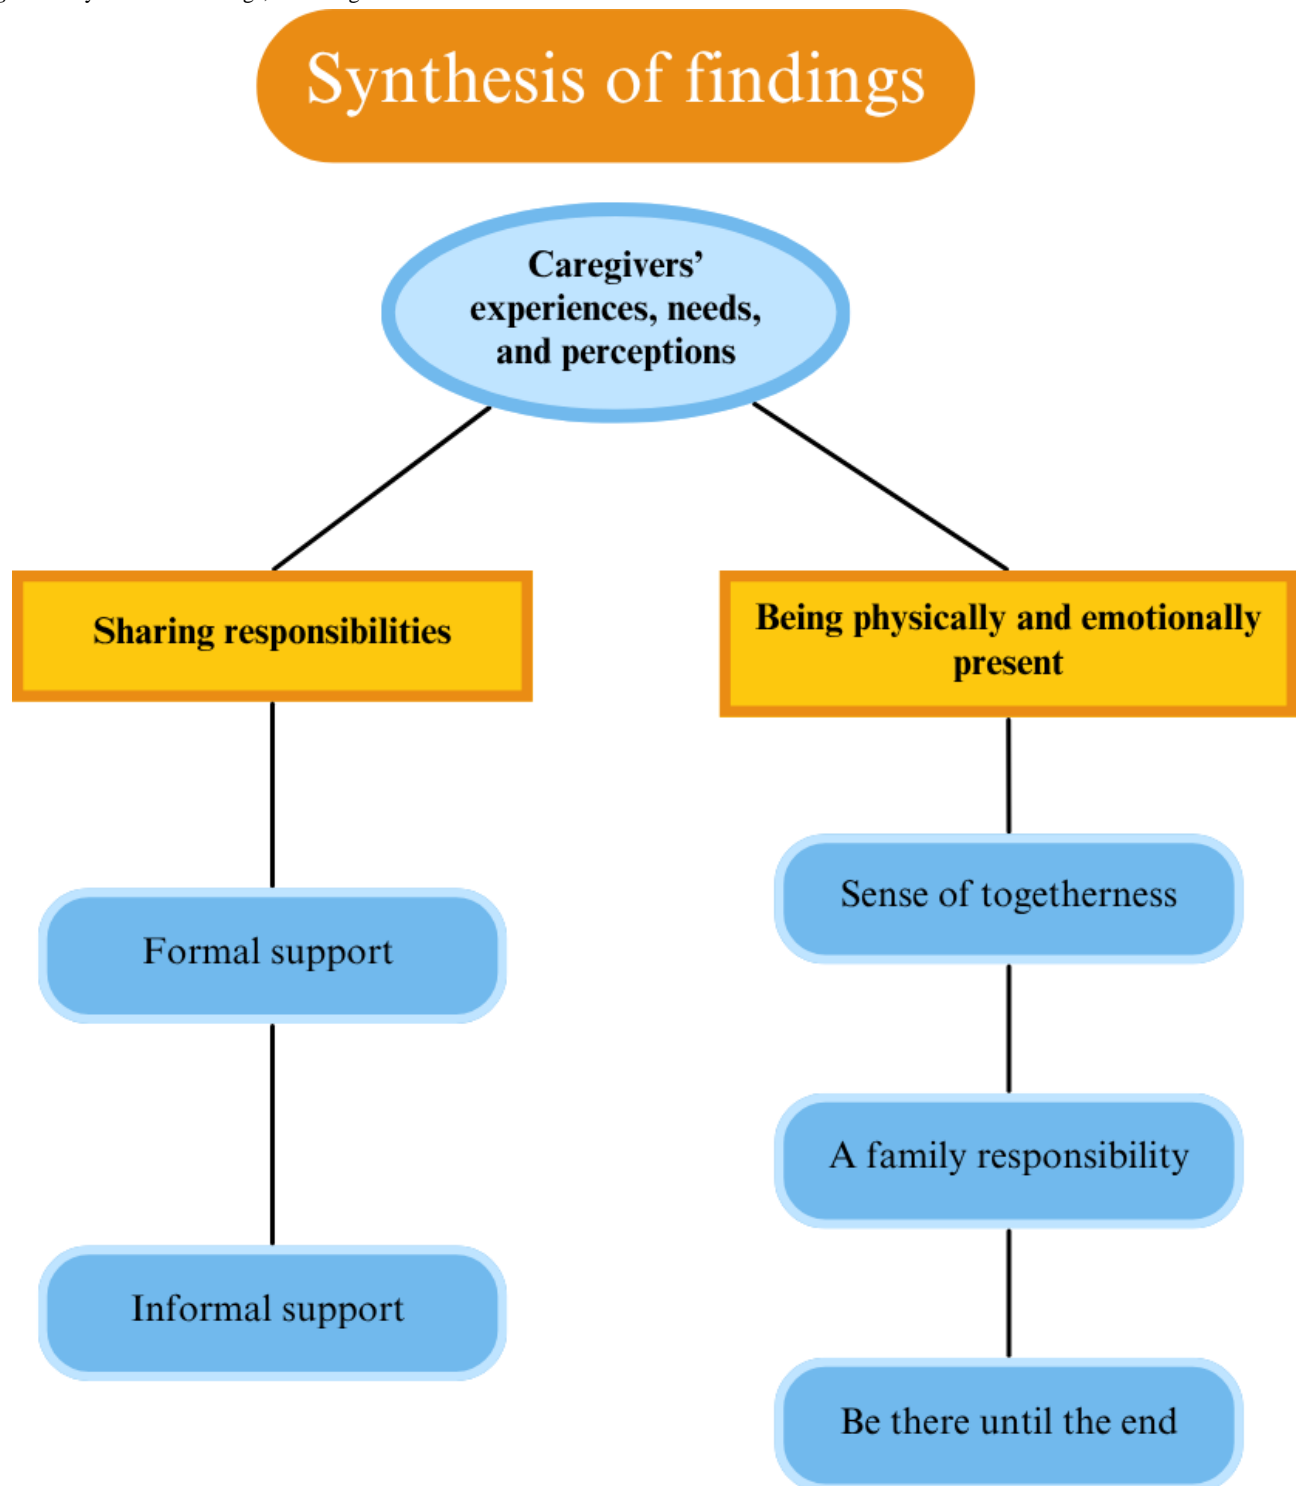 Synthesis of findings
Caregivers’
experiences, needs,
and perceptions
Sharing responsibilities
Being physically and emotionally
present
Sense of togetherness
Formal support
A family responsibility
Informal support
Be there until the end